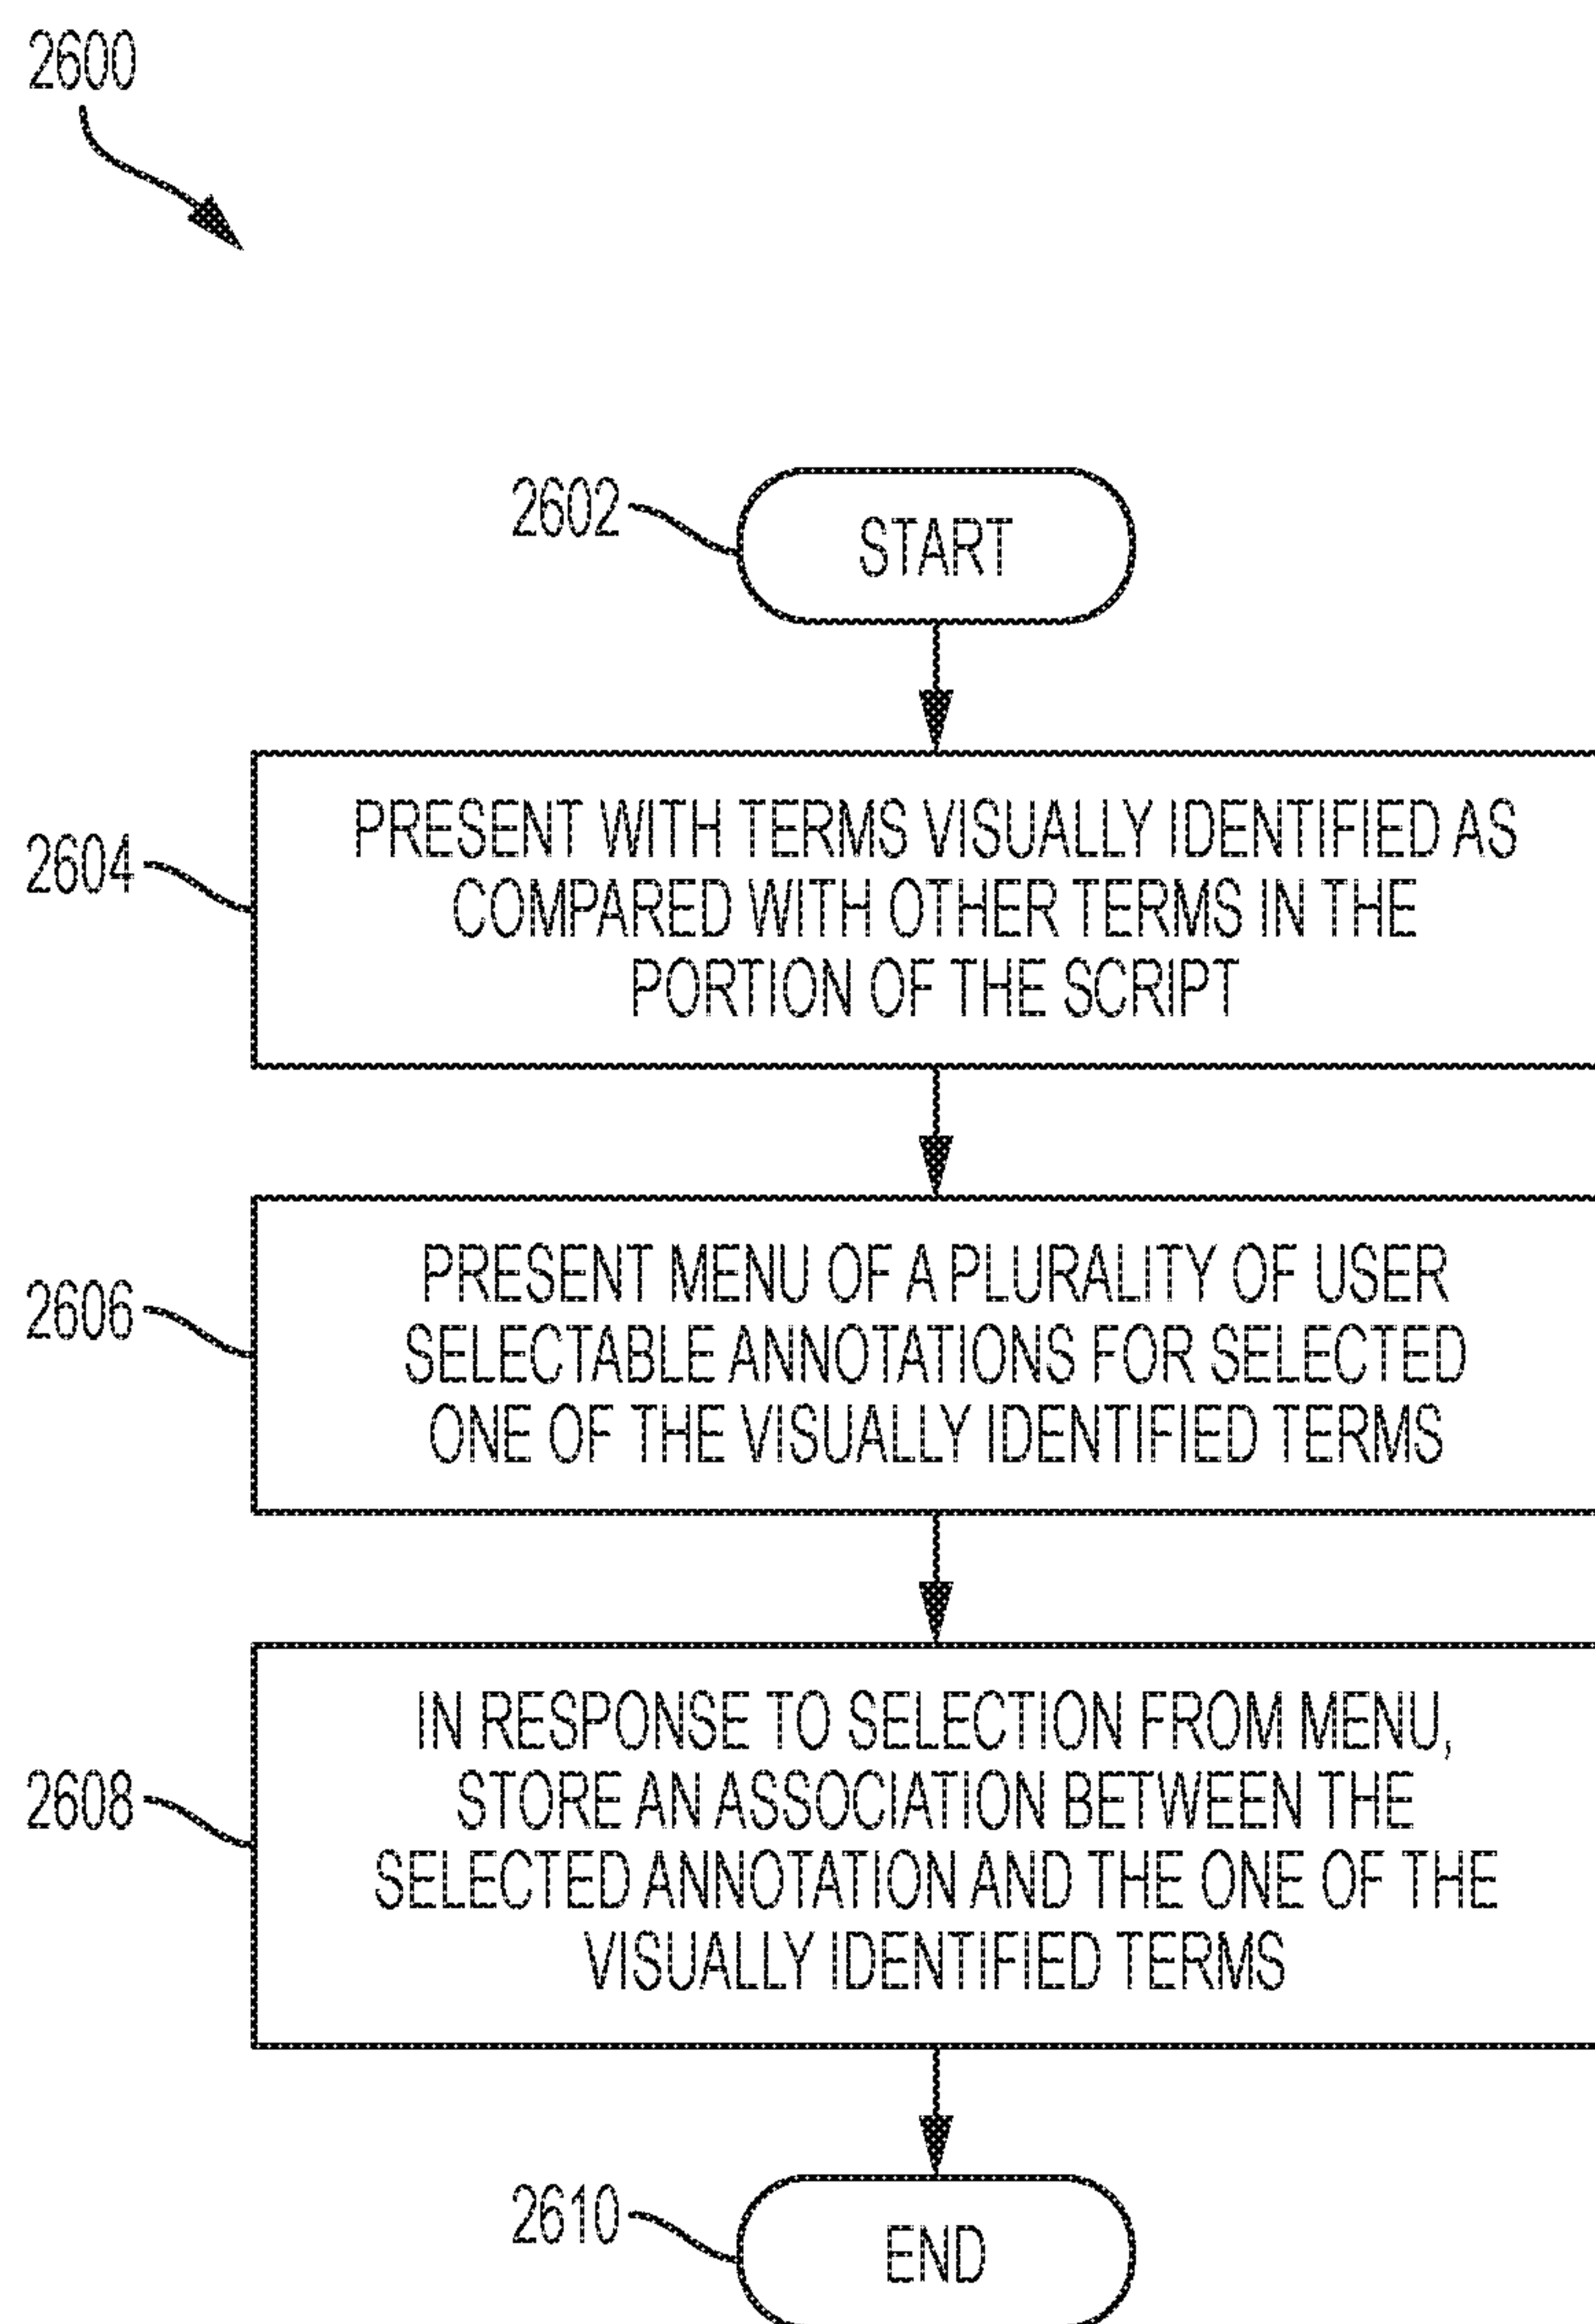 2600
2602
START
2604
PRESENT WITH TERMS VISUALLY IDENTIFIED AS
COMPARED WITH OTHER TERMS IN THE
PORTION OF THE SCRIPT
2606
PRESENT MENU OF A PLURALITY OF USER
SELECTABLE ANNOTATIONS FOR SELECTED
ONE OF THE VISUALLY IDENTIFIED TERMS
2608
IN RESPONSE TO SELECTION FROM MENU,
STORE AN ASSOCIATION BETWEEN THE
SELECTED ANNOTATION AND THE ONE OF THE
VISUALLY IDENTIFIED TERMS
2610
END